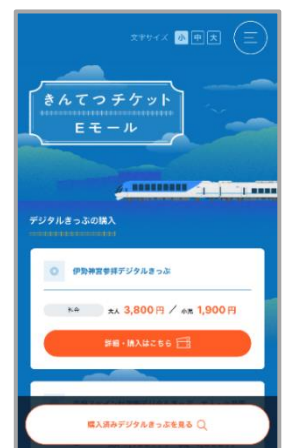 文字サイズ 小 中 大
きんてつチケット
Eモール
デジタルきっぷの購入
伊勢神宮参拝デジタルきっぷ
大人 3,800円 / 小児 1,900円
詳細・購入はこちら
購入済みデジタルきっぷを見る